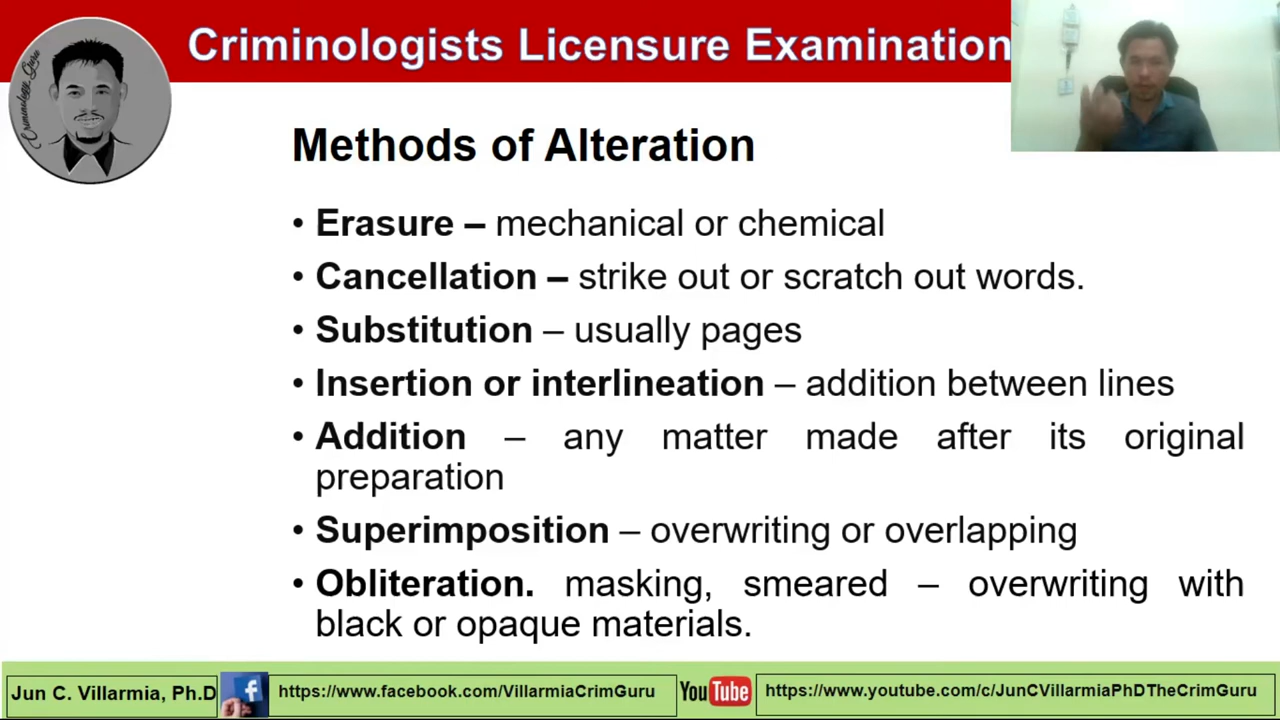 Criminologists Licensure Examination
Criminology Guru
Methods of Alteration
• Erasure – mechanical or chemical
• Cancellation – strike out or scratch out words.
• Substitution – usually pages
• Insertion or interlineation – addition between lines
• Addition – any matter made after its original
preparation
• Superimposition – overwriting or overlapping
• Obliteration. masking, smeared – overwriting with
black or opaque materials.
Jun C. Villarmia, Ph.D
f
https://www.facebook.com/VillarmiaCrimGuru
YouTube
https://www.youtube.com/c/JunCVillarmiaPhDTheCrimGuru